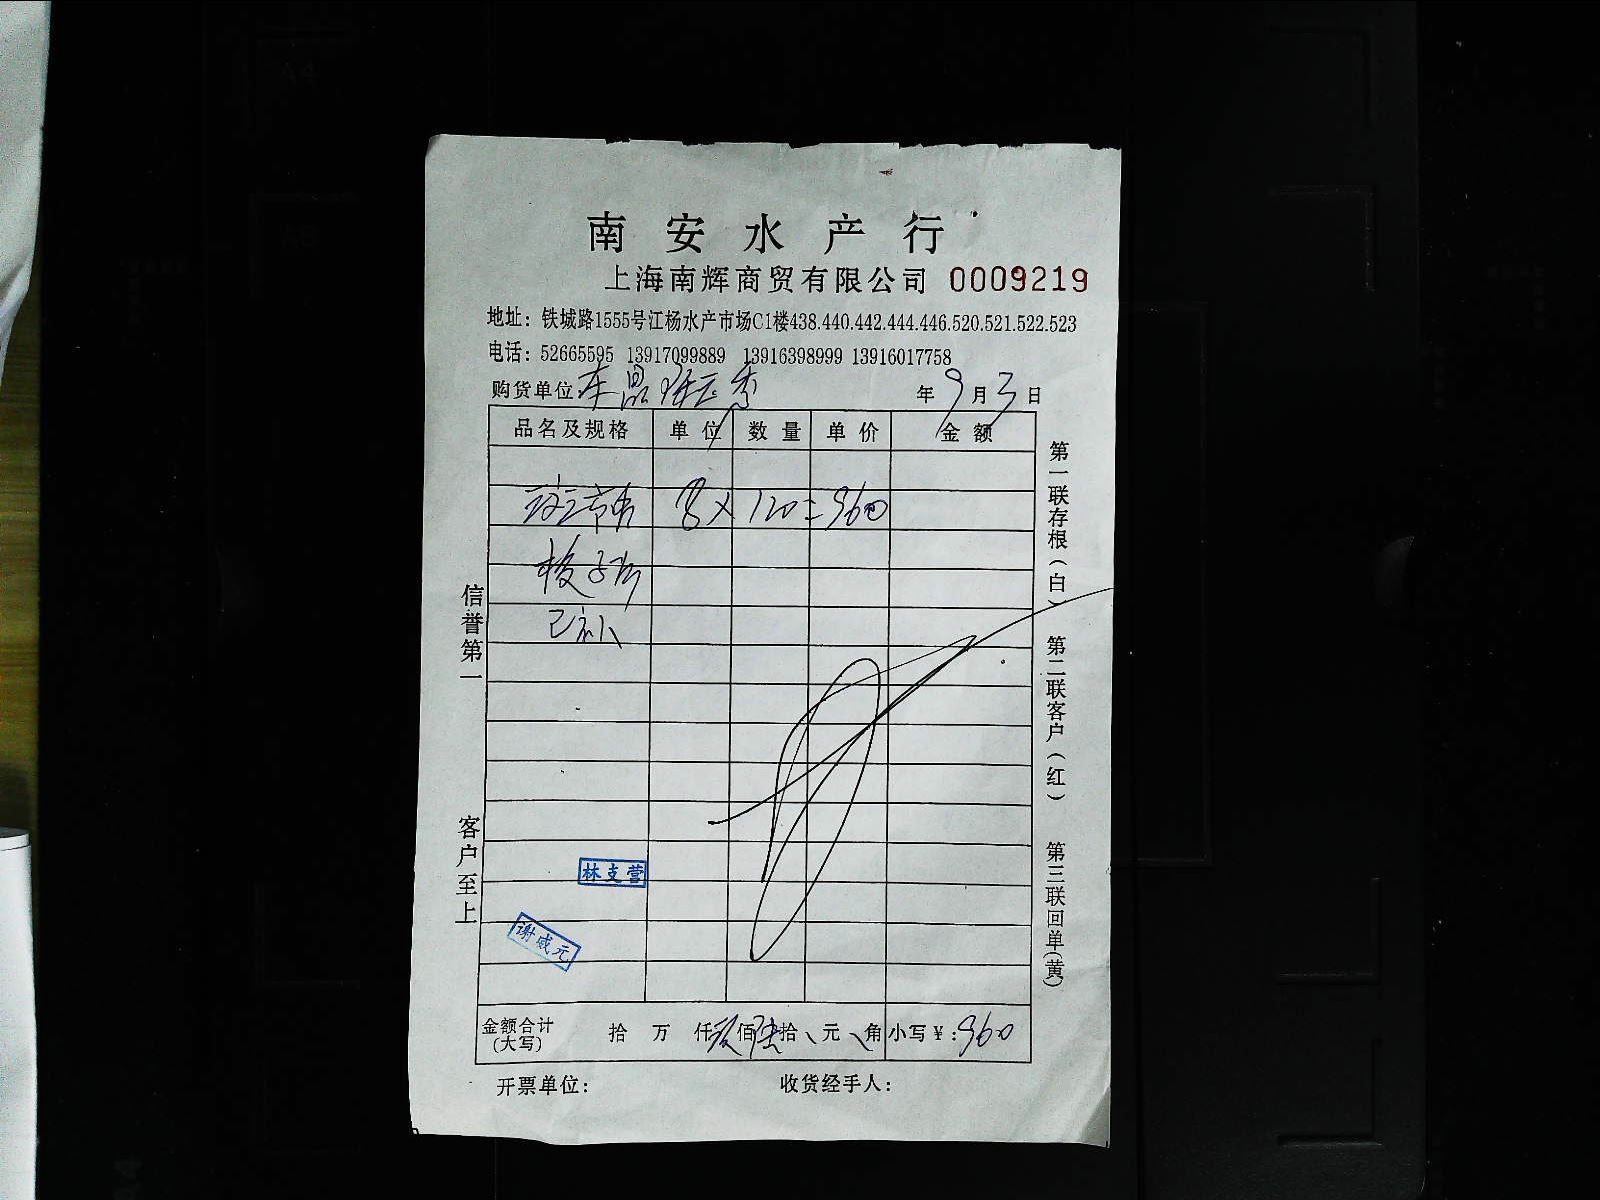 南安水产行
上海南辉商贸有限公司 0009219
地址：铁城路1555号江杨水产市场C1楼438.440.442.444.446.520.521.522.523
电话：52665595 13917099889 13916398999 13916017758
购货单位 年9月3日
品名及规格 单位 数量 单价 金额
8×120=960
梭子
已补
信誉第一
客户至上
第一联存根（白）
第二联客户（红）
第三联回单（黄）
林支营
谢威元
金额合计(大写) 拾 万 仟玖佰陆拾 元 角 小写¥：960
开票单位： 收货经手人：